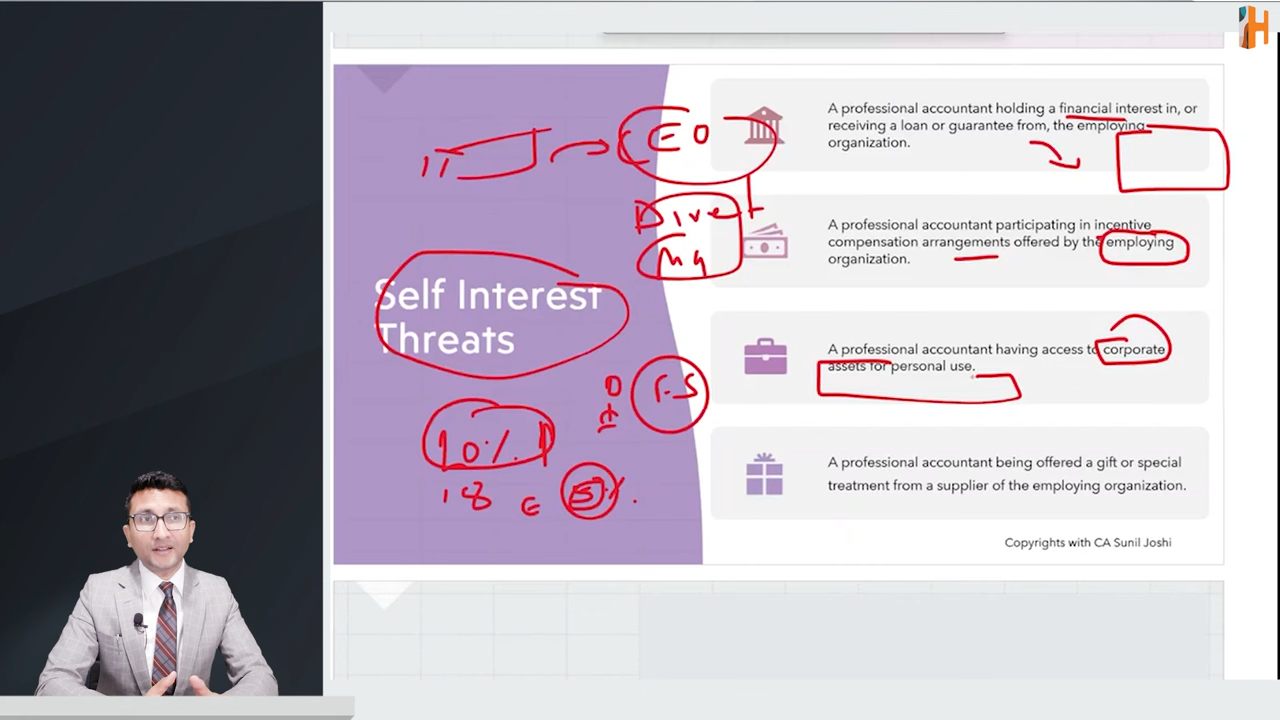 H
A professional accountant holding a financial interest in, or
receiving a loan or guarantee from, the employing
organization.
EO
Divert
A professional accountant participating in incentive
compensation arrangements offered by the employing
organization.
Self Interest
Threats
A professional accountant having access to corporate
assets for personal use.
F.S
10%
18
5%
A professional accountant being offered a gift or special
treatment from a supplier of the employing organization.
Copyrights with CA Sunil Joshi